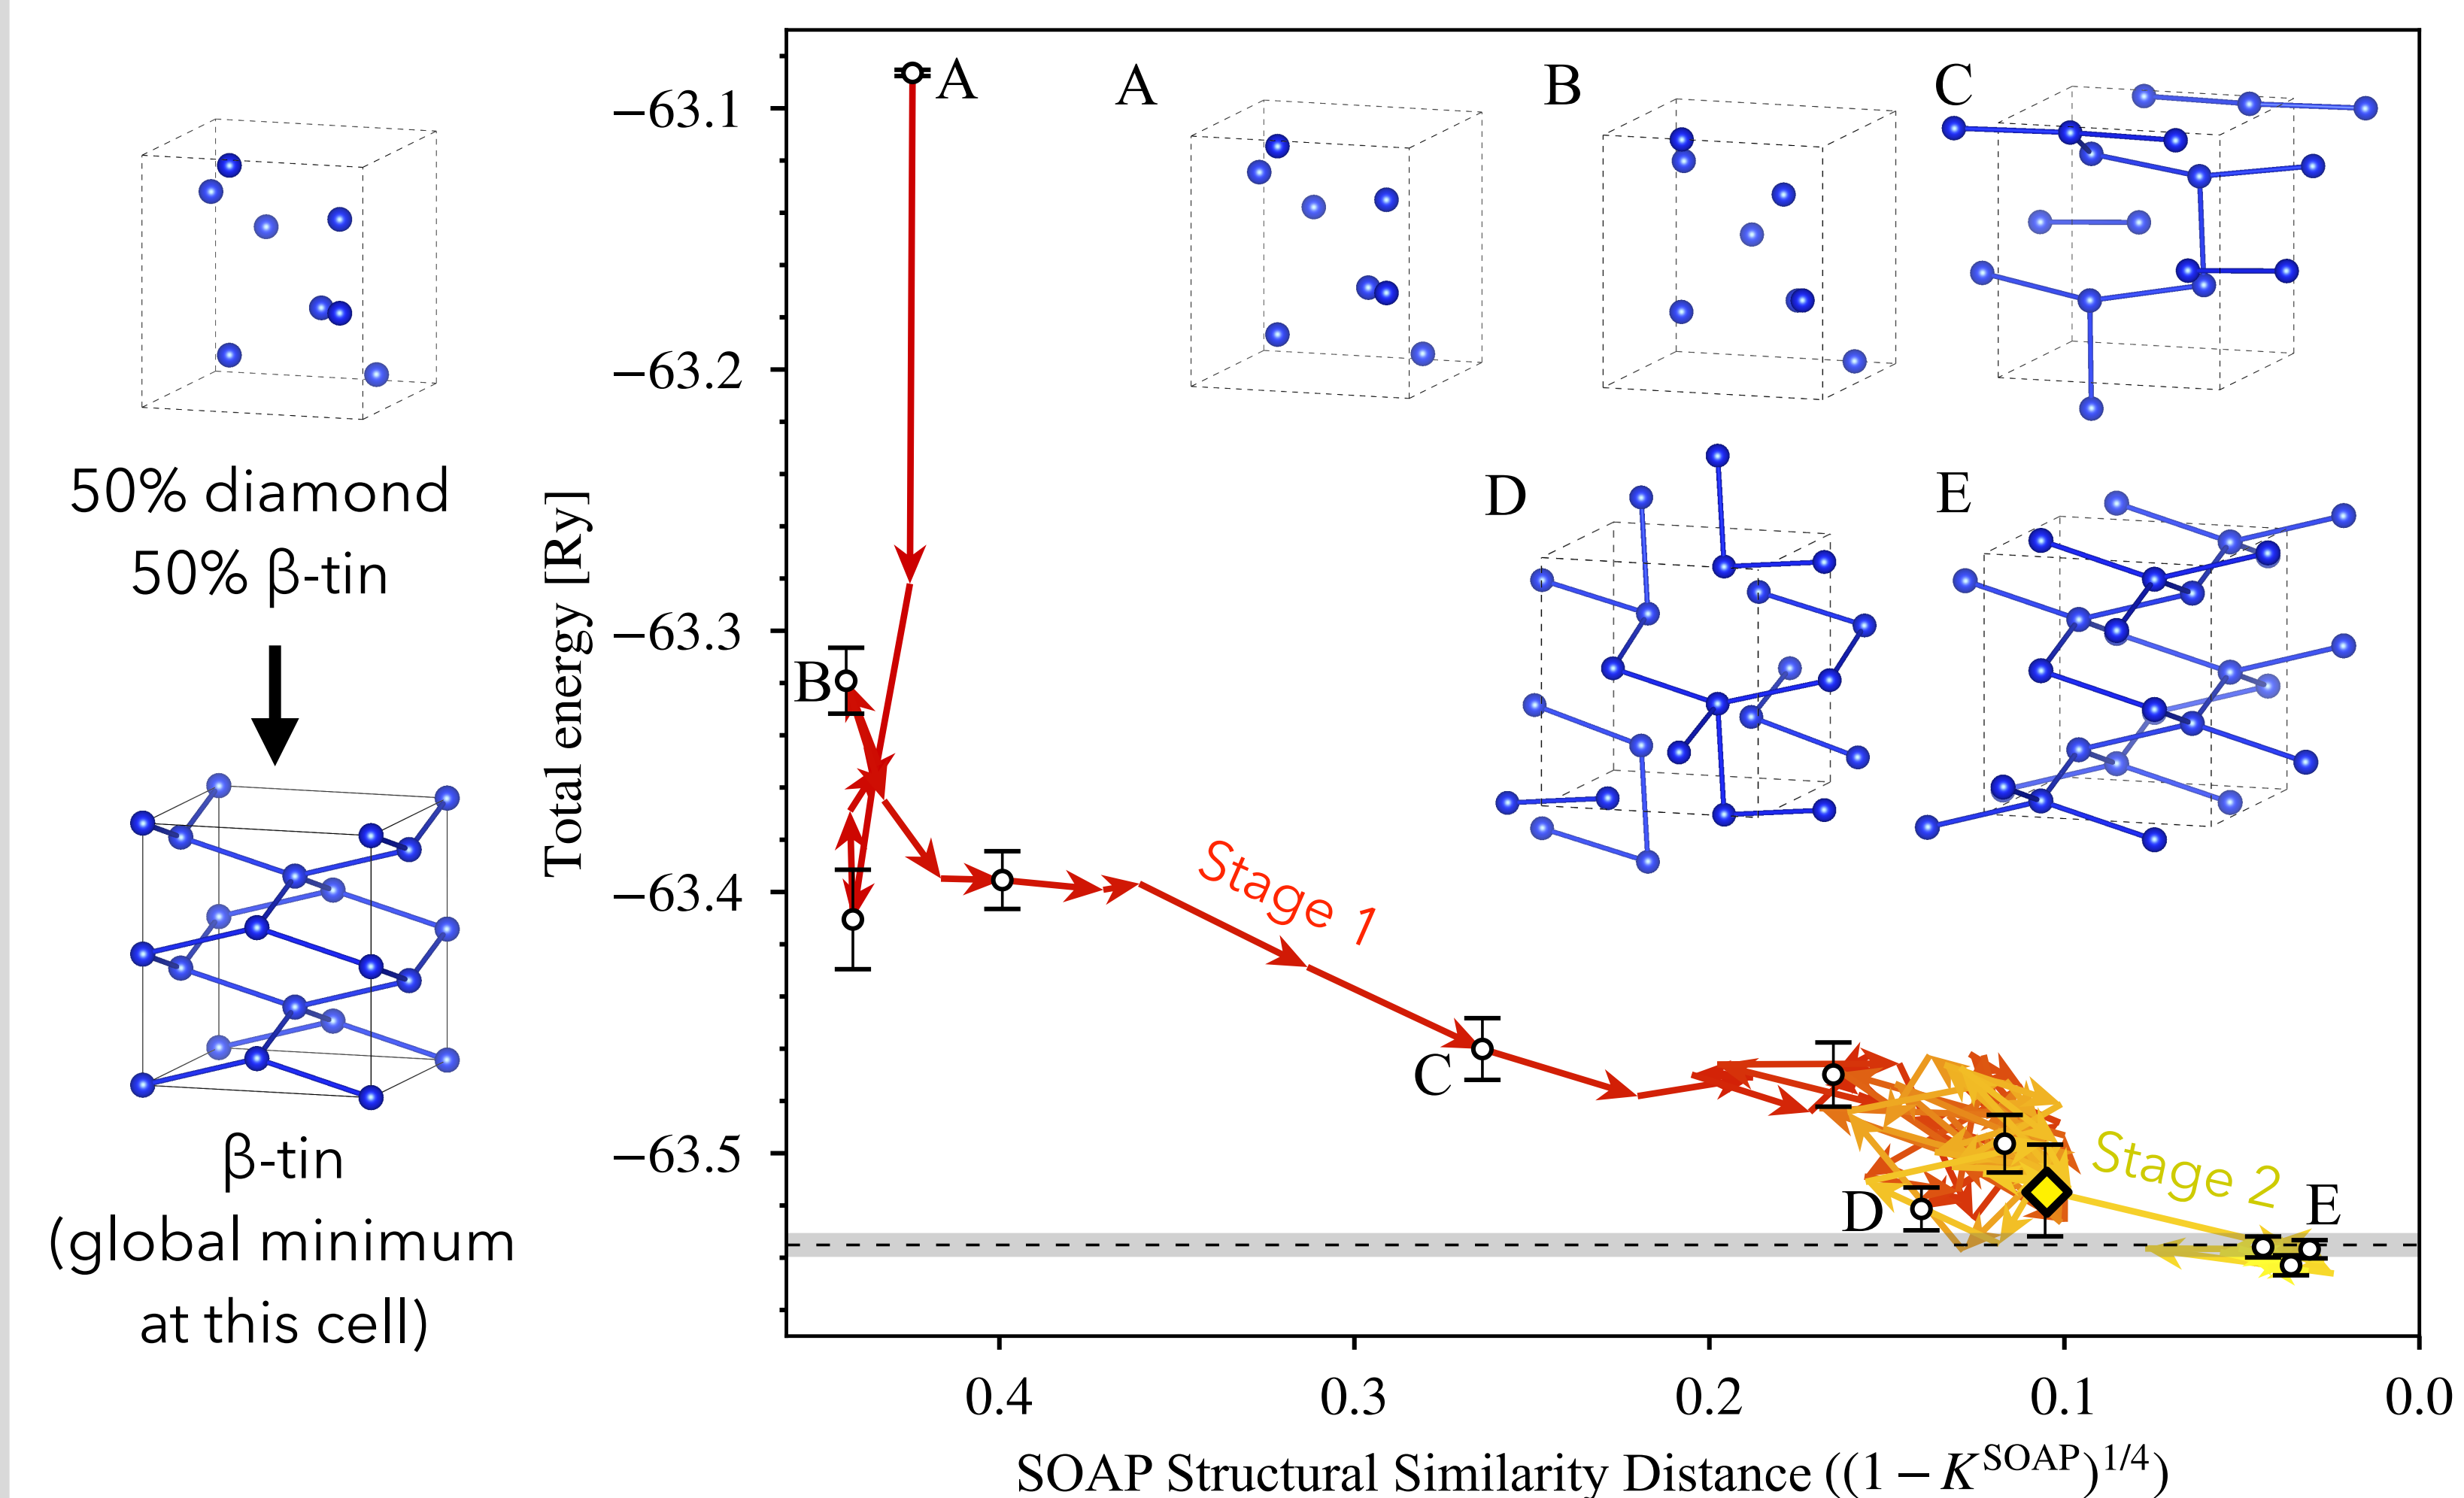 50% diamond
50% β-tin
β-tin
(global minimum
at this cell)
Total energy [Ry]
−63.1
−63.2
−63.3
−63.4
−63.5
A
A
B
C
D
E
B
Stage 1
C
D
Stage 2
E
0.4
0.3
0.2
0.1
0.0
SOAP Structural Similarity Distance ((1 − K^SOAP)^1/4)